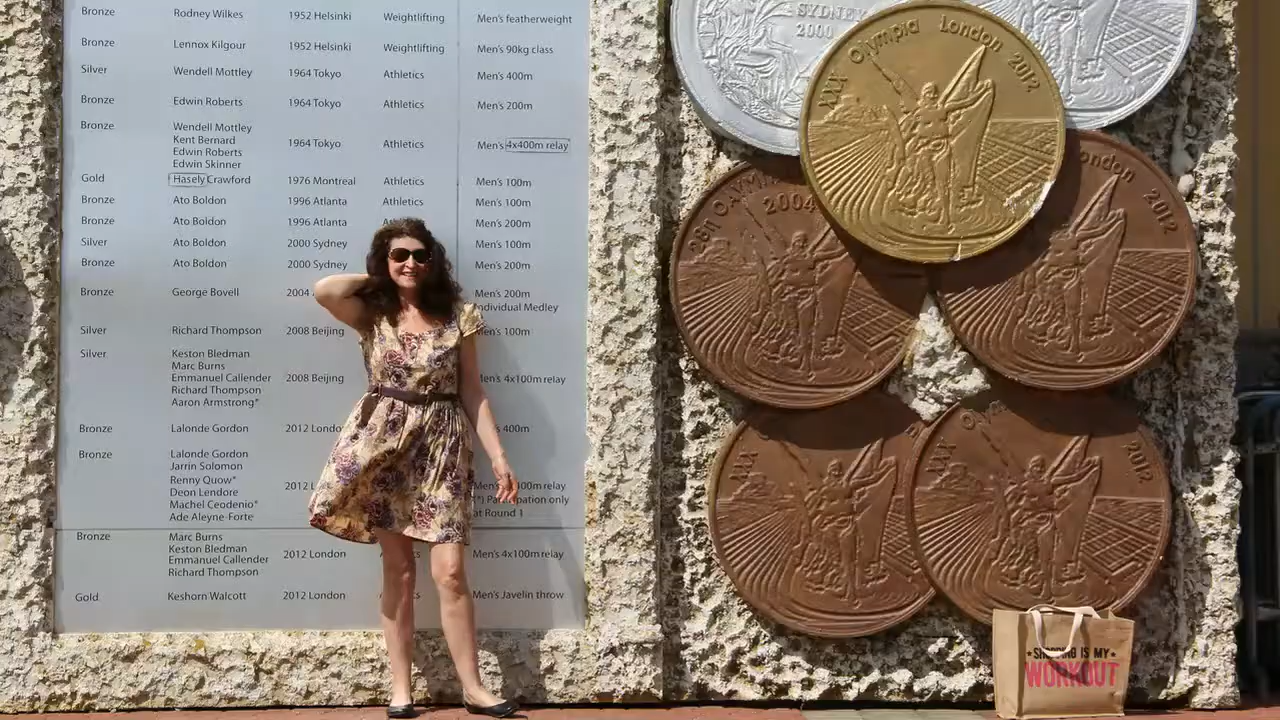 Bronze Rodney Wilkes 1952 Helsinki Weightlifting Men's featherweight
Bronze Lennox Kilgour 1952 Helsinki Weightlifting Men's 90kg class
Silver Wendell Mottley 1964 Tokyo Athletics Men's 400m
Bronze Edwin Roberts 1964 Tokyo Athletics Men's 200m
Bronze Wendell Mottley
Kent Bernard 1964 Tokyo Athletics Men's 4x400m relay
Edwin Roberts
Edwin Skinner
Gold Hasely Crawford 1976 Montreal Athletics Men's 100m
Bronze Ato Boldon 1996 Atlanta Athletics Men's 100m
Bronze Ato Boldon 1996 Atlanta Men's 200m
Silver Ato Boldon 2000 Sydney Men's 100m
Bronze Ato Boldon 2000 Sydney Men's 200m
Bronze George Bovell 2004 Men's 200m
Individual Medley
Silver Richard Thompson 2008 Beijing Men's 100m
Silver Keston Bledman
Marc Burns
Emmanuel Callender 2008 Beijing Men's 4x100m relay
Richard Thompson
Aaron Armstrong*
Bronze Lalonde Gordon 2012 London 400m
Bronze Lalonde Gordon
Jarrin Solomon
Renny Quow* 2012 L 400m relay
Deon Lendore (*) Participation only
Machel Ceodenio* at Round 1
Ade Aleyne-Forte
Bronze Marc Burns
Keston Bledman 2012 London Men's 4x100m relay
Emmanuel Callender
Richard Thompson
Gold Keshorn Walcott 2012 London Men's Javelin throw
SYDNEY
2000
XXX Olympia London 2012
2004
London 2012
XXX 2012
XXX 2012
SHOPPING IS MY
WORKOUT